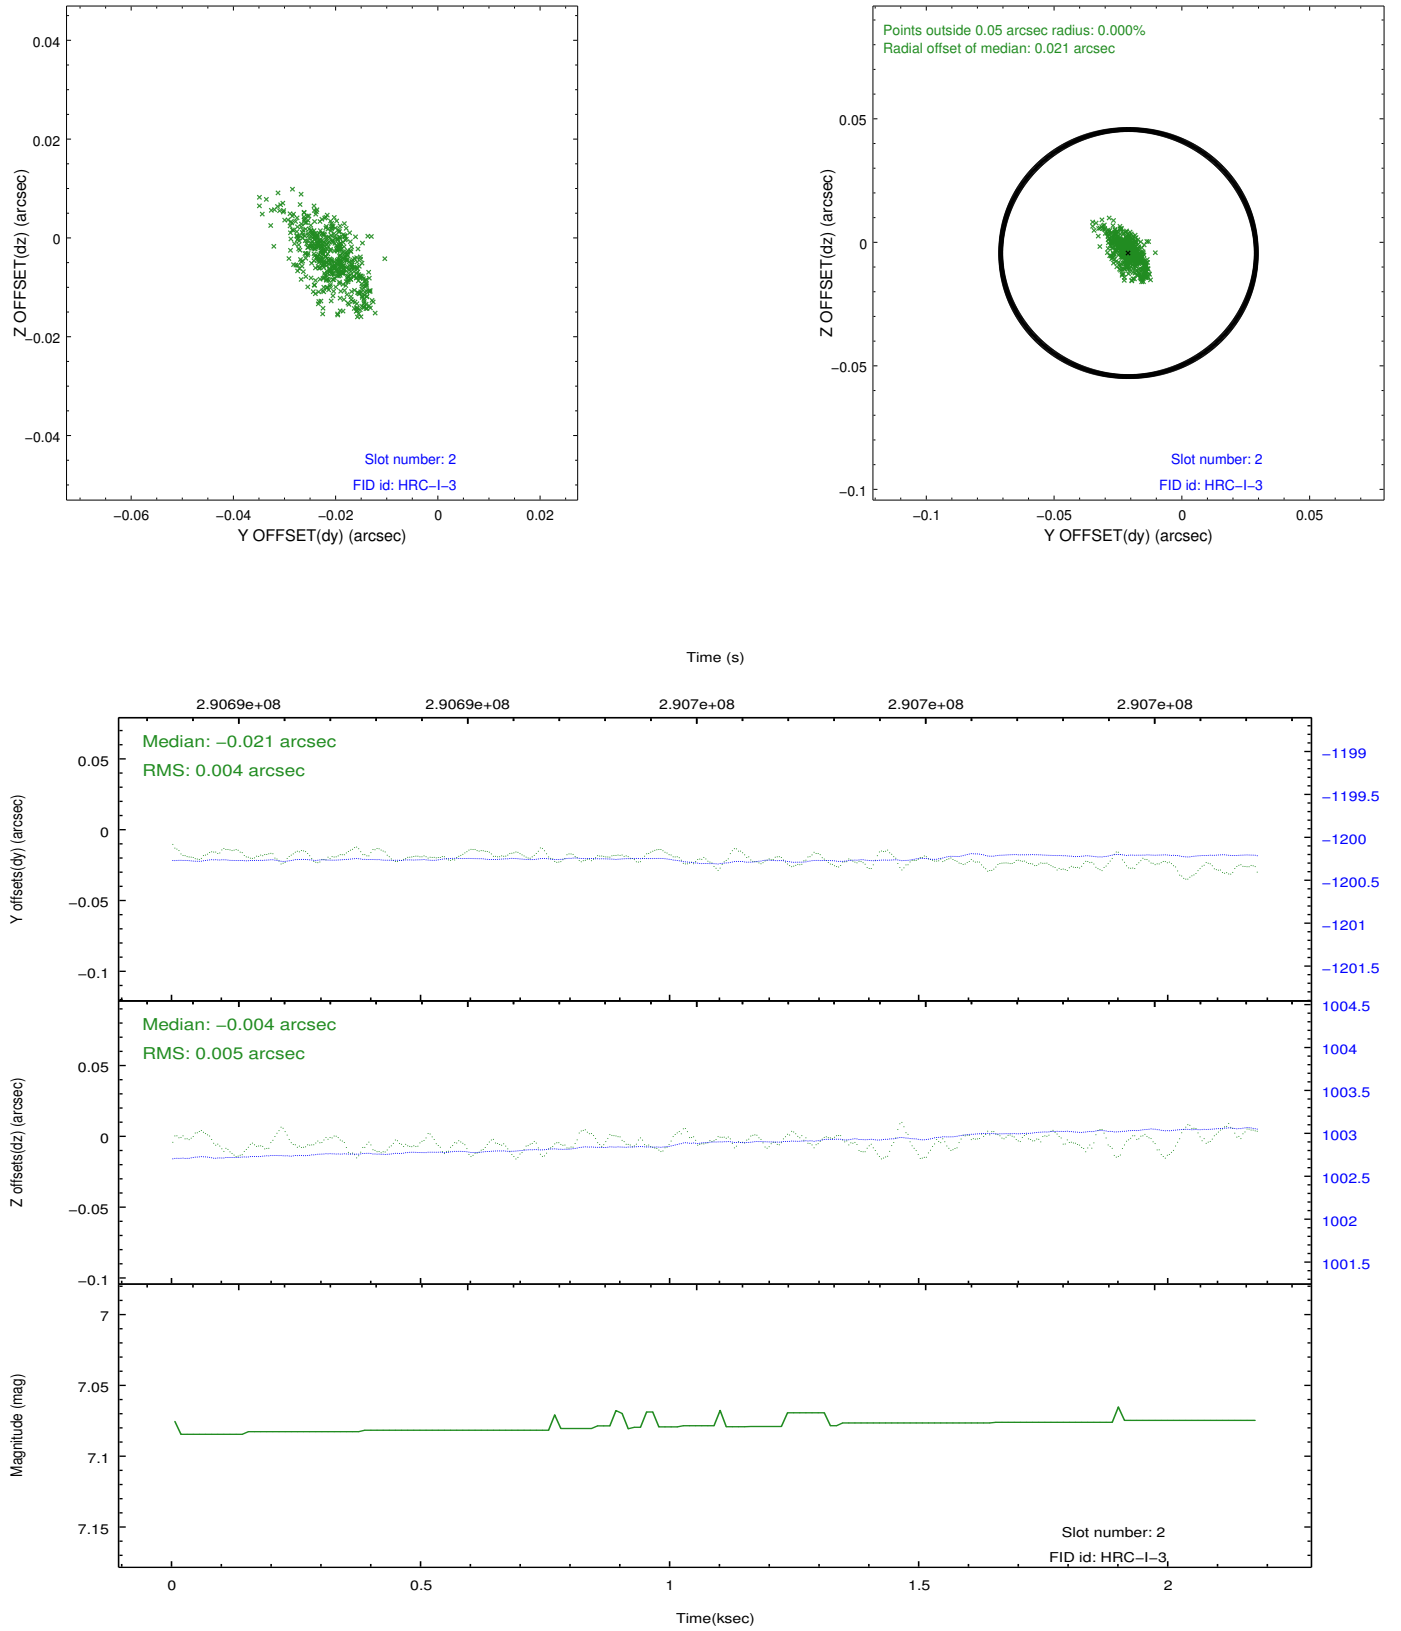 0.04
0.02
0
−0.02
−0.04
Z OFFSET(dz) (arcsec)
Slot number: 2
FID id: HRC−I−3
−0.06
−0.04
−0.02
0
0.02
Y OFFSET(dy) (arcsec)
Points outside 0.05 arcsec radius: 0.000%
Radial offset of median: 0.021 arcsec
0.05
0
−0.05
−0.1
Z OFFSET(dz) (arcsec)
Slot number: 2
FID id: HRC−I−3
−0.1
−0.05
0
0.05
Y OFFSET(dy) (arcsec)
Time (s)
2.9069e+08
2.9069e+08
2.907e+08
2.907e+08
2.907e+08
Median: −0.021 arcsec
RMS: 0.004 arcsec
0.05
0
−0.05
−0.1
Y offsets(dy) (arcsec)
−1199
−1199.5
−1200
−1200.5
−1201
−1201.5
Median: −0.004 arcsec
RMS: 0.005 arcsec
0.05
0
−0.05
−0.1
Z offsets(dz) (arcsec)
1004.5
1004
1003.5
1003
1002.5
1002
1001.5
7
7.05
7.1
7.15
Magnitude (mag)
Slot number: 2
FID id: HRC−I−3
0
0.5
1
1.5
2
Time(ksec)